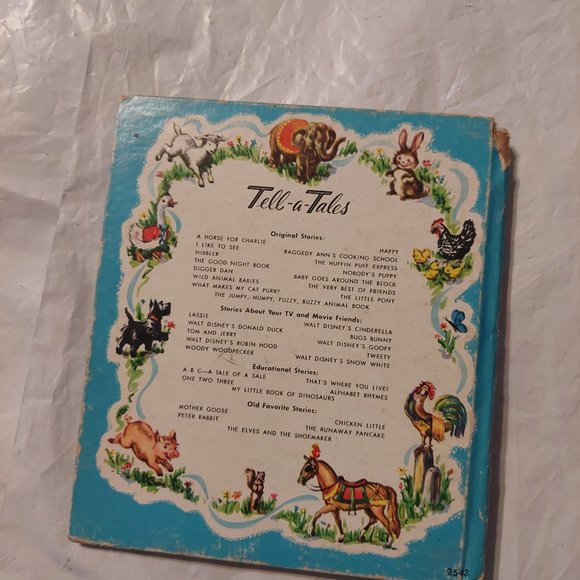 Tell-a-Tales
Original Stories:
A HORSE FOR CHARLIE
I LIKE TO SEE
NIBBLER
THE GOOD NIGHT BOOK
DIGGER DAN
WILD ANIMAL BABIES
WHAT MAKES MY CAT PURR?
HAPPY
RAGGEDY ANN'S COOKING SCHOOL
THE HUFFIN PUFF EXPRESS
NOBODY'S PUPPY
BABY GOES AROUND THE BLOCK
THE VERY BEST OF FRIENDS
THE LITTLE PONY
THE JUMPY, HUMPY, FUZZY, BUZZY ANIMAL BOOK
Stories About Your TV and Movie Friends:
LASSIE
WALT DISNEY'S DONALD DUCK
TOM AND JERRY
WALT DISNEY'S ROBIN HOOD
WOODY WOODPECKER
WALT DISNEY'S CINDERELLA
BUGS BUNNY
WALT DISNEY'S GOOFY
TWEETY
WALT DISNEY'S SNOW WHITE
Educational Stories:
A B C—A TALE OF A SALE
ONE TWO THREE
THAT'S WHERE YOU LIVE!
ALPHABET RHYMES
MY LITTLE BOOK OF DINOSAURS
Old Favorite Stories:
MOTHER GOOSE
PETER RABBIT
CHICKEN LITTLE
THE RUNAWAY PANCAKE
THE ELVES AND THE SHOEMAKER
2543